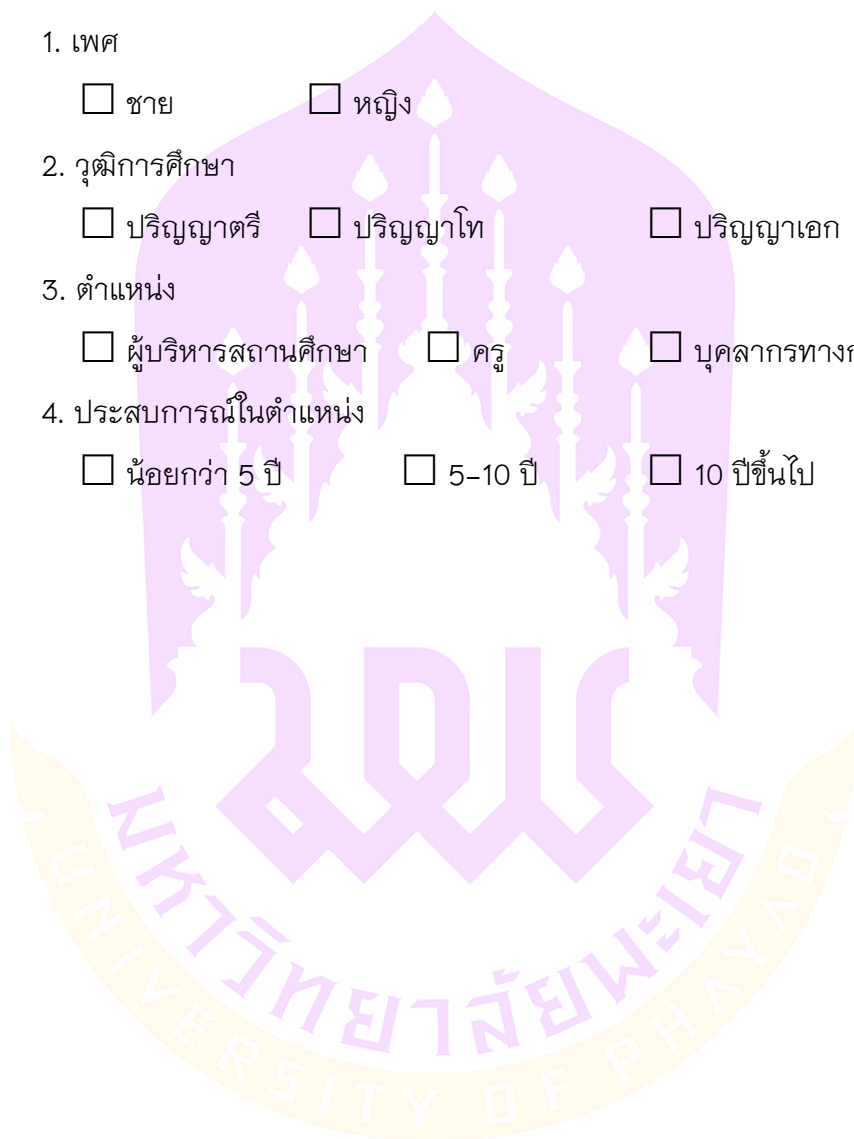 1. เพศ
☐ ชาย ☐ หญิง
2. วุฒิการศึกษา
☐ ปริญญาตรี ☐ ปริญญาโท ☐ ปริญญาเอก
3. ตำแหน่ง
☐ ผู้บริหารสถานศึกษา ☐ ครู ☐ บุคลากรทาง
4. ประสบการณ์ในตำแหน่ง
☐ น้อยกว่า 5 ปี ☐ 5–10 ปี ☐ 10 ปีขึ้นไป
มหาวิทยาลัยพะเยา
UNIVERSITY OF PHAYAO